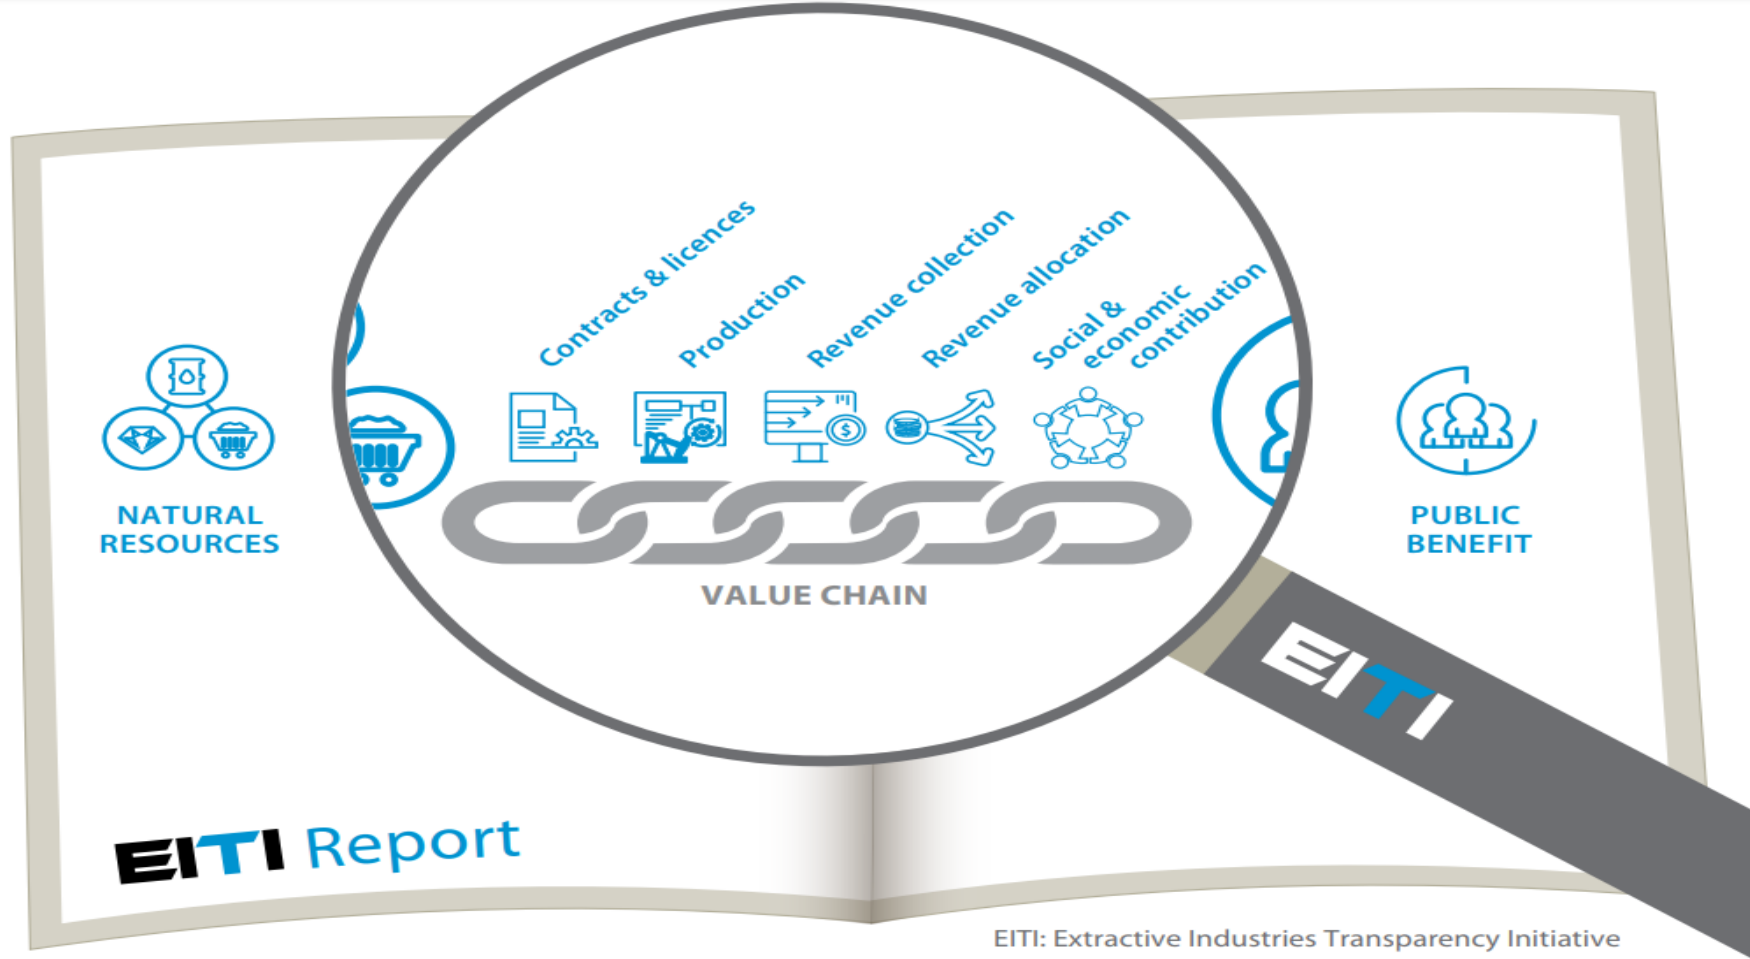 Contracts & licences
Production
Revenue collection
Revenue allocation
Social &
economic
contribution
NATURAL
RESOURCES
VALUE CHAIN
PUBLIC
BENEFIT
EITI
EITI Report
EITI: Extractive Industries Transparency Initiative